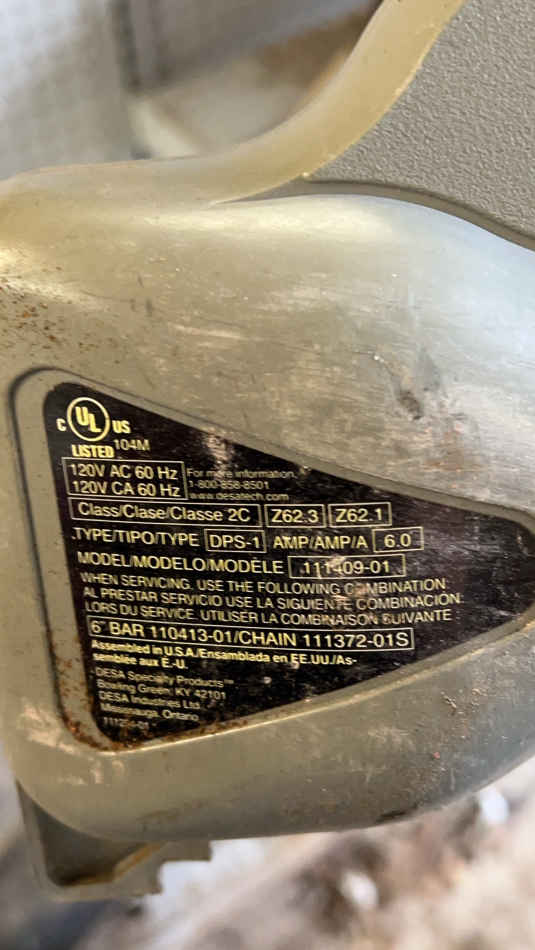 C UL US
LISTED 104M
120V AC 60 Hz
120V CA 60 Hz
For more information,
1-800-858-8501
www.desatech.com
Class/Clase/Classe 2C Z62.3 Z62.1
TYPE/TIPO/TYPE DPS-1 AMP/AMP/A 6.0
MODEL/MODELO/MODÈLE 111409-01
WHEN SERVICING, USE THE FOLLOWING COMBINATION
AL PRESTAR SERVICIO USE LA SIGUIENTE COMBINACION
LORS DU SERVICE, UTILISER LA COMBINAISON SUIVANTE
6" BAR 110413-01/CHAIN 111372-01S
Assembled in U.S.A./Ensamblada en EE.UU./As-
semblée aux E.-U.
DESA Specialty Products™
Bowling Green, KY 42101
DESA Industries Ltd.
Mississauga, Ontario